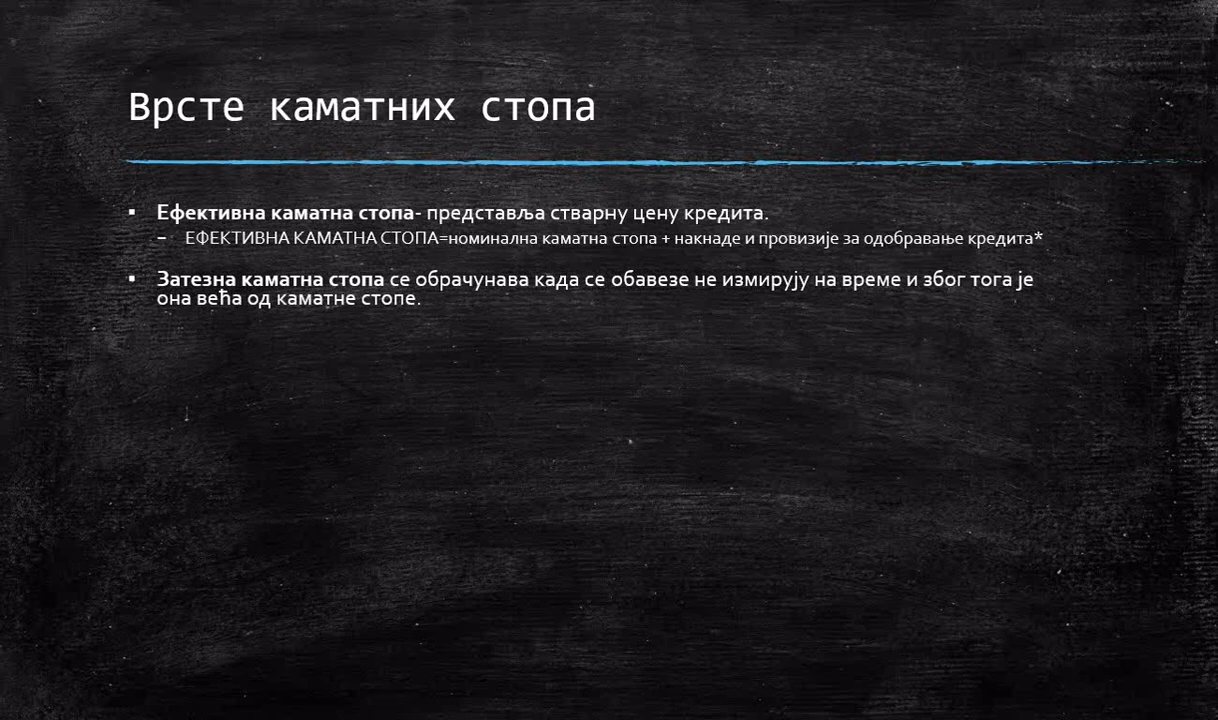 Врсте каматних стопа
▪ Ефективна каматна стопа- представља стварну цену кредита.
– ЕФЕКТИВНА КАМАТНА СТОПА=номинална каматна стопа + накнаде и провизије за одобравање кредита*
▪ Затезна каматна стопа се обрачунава када се обавезе не измирују на време и због тога је
она већа од каматне стопе.